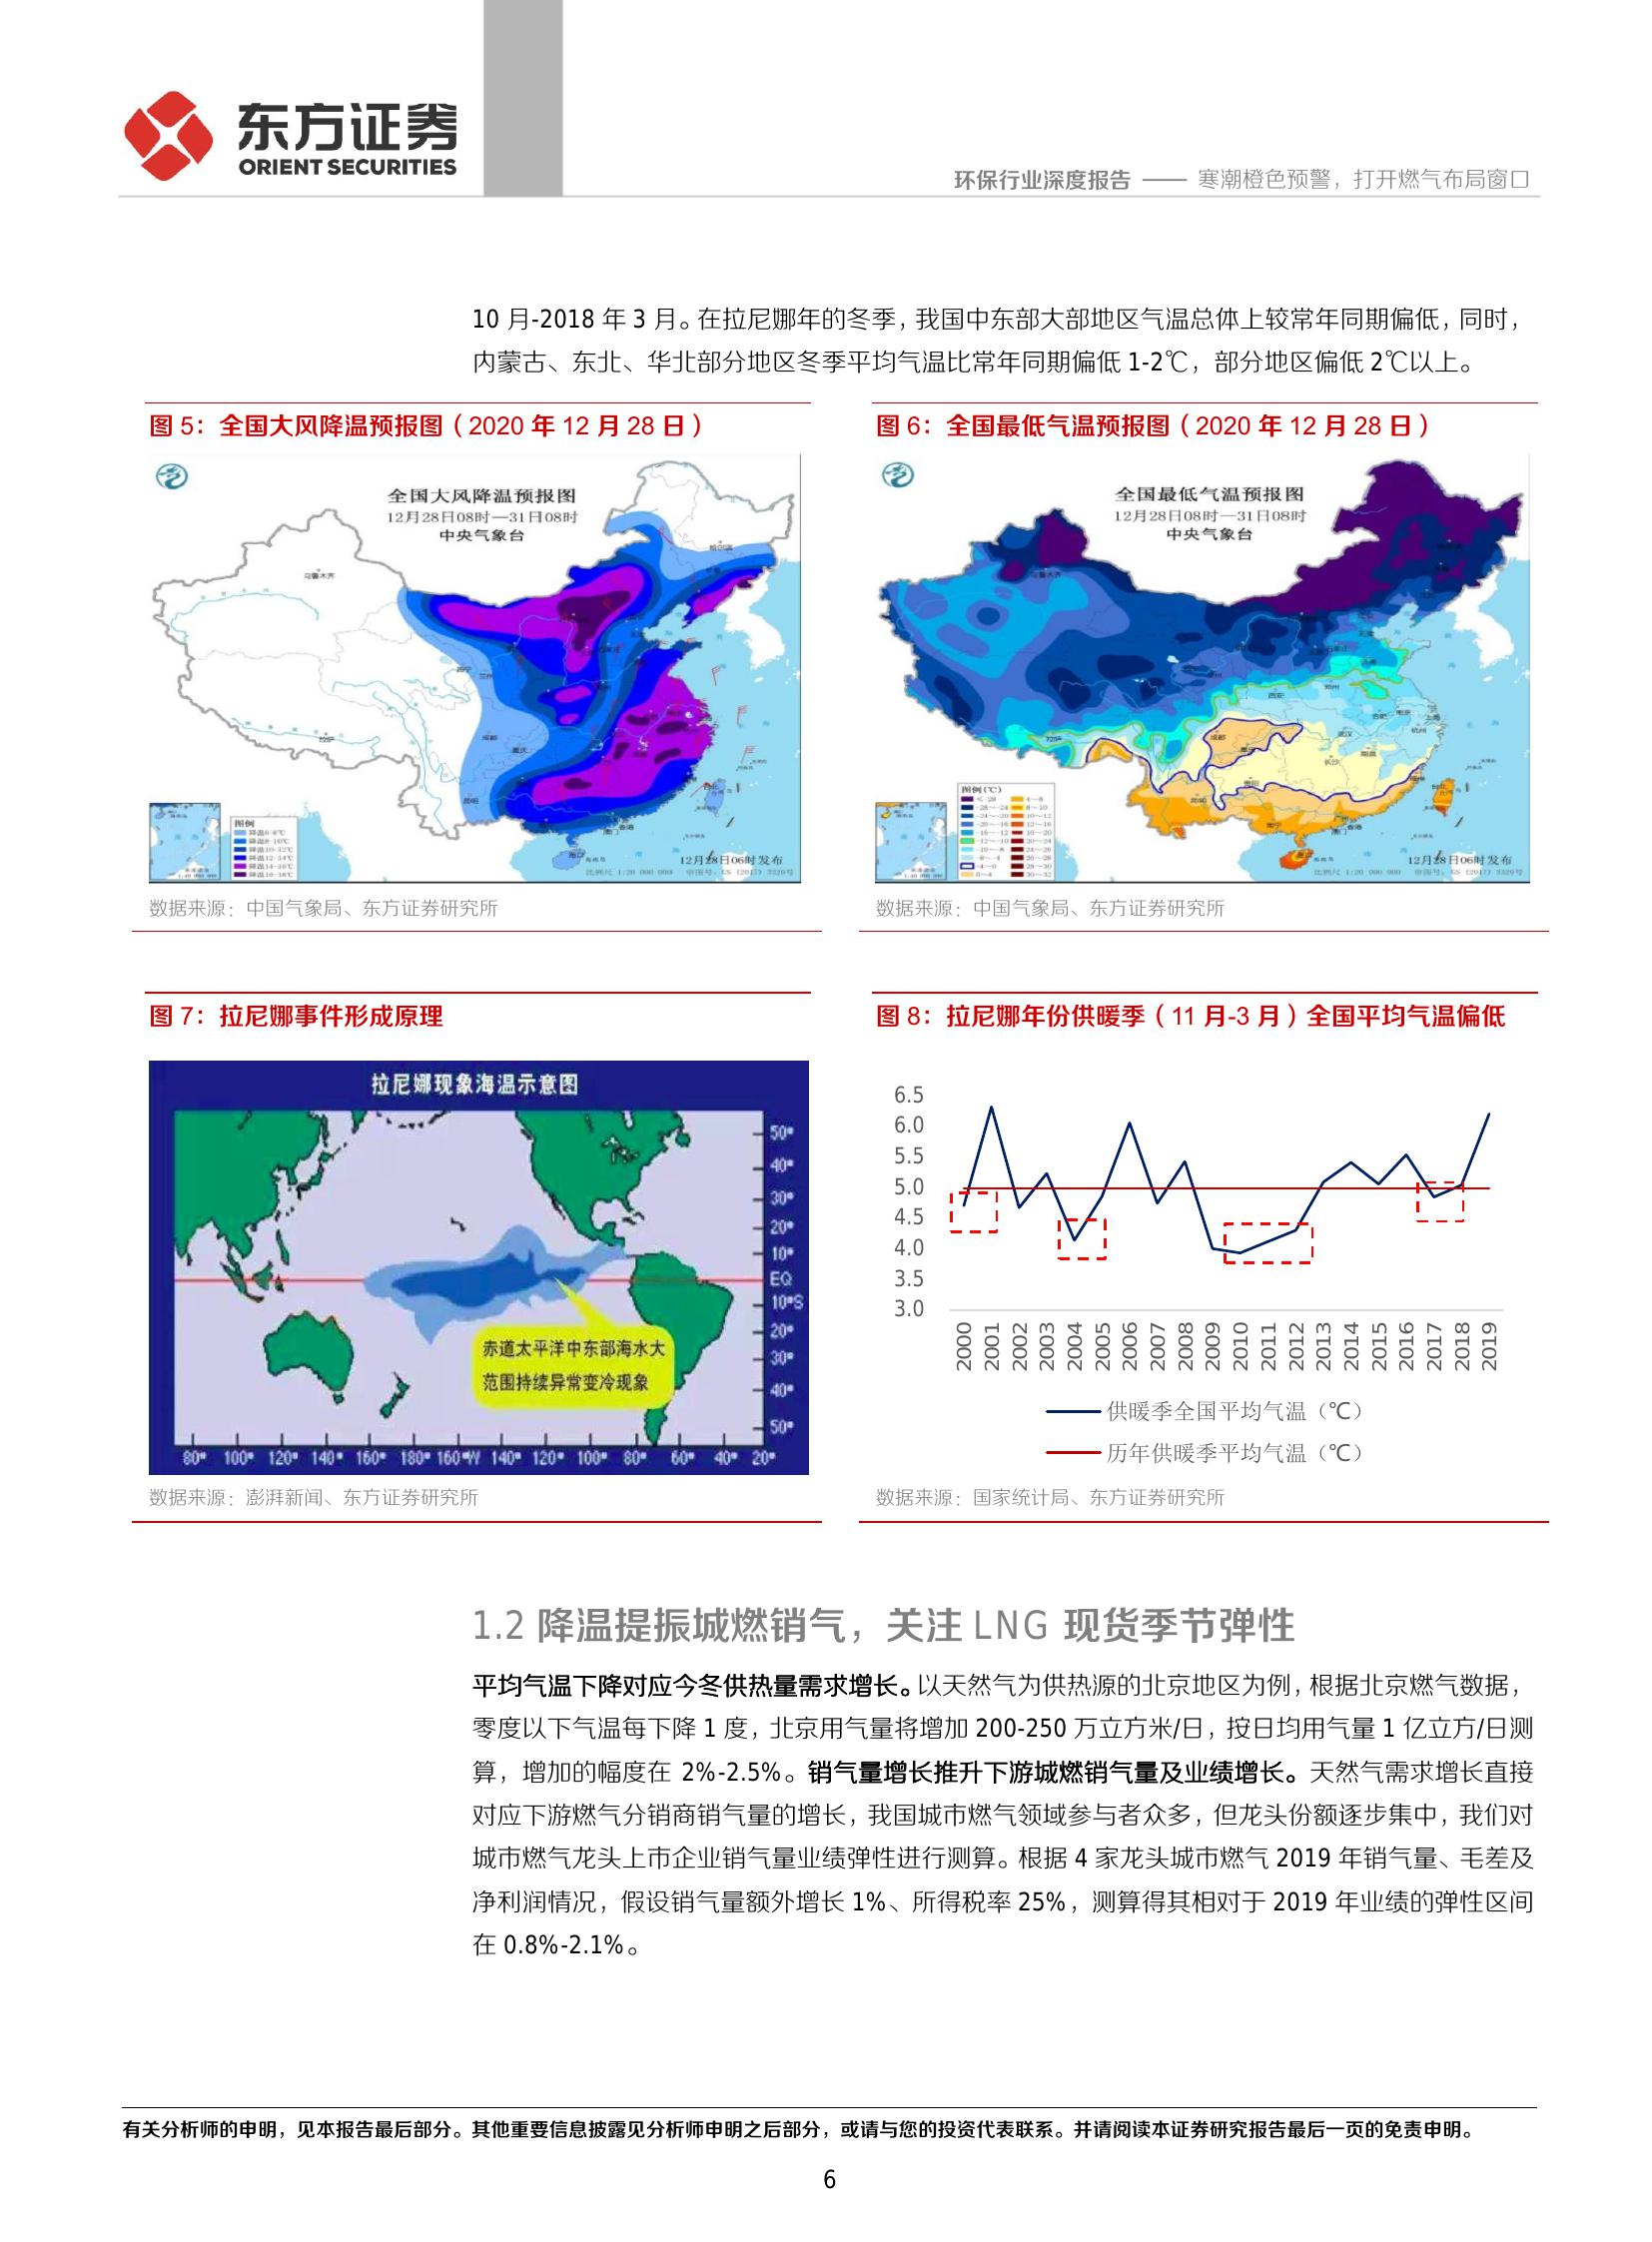 东方证券
ORIENT SECURITIES
环保行业深度报告 —— 寒潮橙色预警，打开燃气布局窗口
10 月-2018 年 3 月。在拉尼娜年的冬季，我国中东部大部地区气温总体上较常年同期偏低，同时，
内蒙古、东北、华北部分地区冬季平均气温比常年同期偏低 1-2℃，部分地区偏低 2℃以上。
图 5：全国大风降温预报图（2020 年 12 月 28 日）
全国大风降温预报图
12月28日08时—31日08时
中央气象台
乌鲁木齐
图例
降温6-8℃
降温8-10℃
降温10-12℃
降温12-14℃
降温14-16℃
降温16-18℃
12月28日06时发布
数据来源：中国气象局、东方证券研究所
图 6：全国最低气温预报图（2020 年 12 月 28 日）
全国最低气温预报图
12月28日08时—31日08时
中央气象台
图例(℃)
12月28日06时发布
数据来源：中国气象局、东方证券研究所
图 7：拉尼娜事件形成原理
拉尼娜现象海温示意图
50°
40°
30°
20°
10°
EQ
10°S
20°
30°
40°
50°
赤道太平洋中东部海水大
范围持续异常变冷现象
80° 100° 120° 140° 160° 180° 160°W 140° 120° 100° 80° 60° 40° 20°
数据来源：澎湃新闻、东方证券研究所
图 8：拉尼娜年份供暖季（11 月-3 月）全国平均气温偏低
6.5
6.0
5.5
5.0
4.5
4.0
3.5
3.0
2000 2001 2002 2003 2004 2005 2006 2007 2008 2009 2010 2011 2012 2013 2014 2015 2016 2017 2018 2019
供暖季全国平均气温（℃）
历年供暖季平均气温（℃）
数据来源：国家统计局、东方证券研究所
1.2 降温提振城燃销气，关注 LNG 现货季节弹性
平均气温下降对应今冬供热量需求增长。以天然气为供热源的北京地区为例，根据北京燃气数据，
零度以下气温每下降 1 度，北京用气量将增加 200-250 万立方米/日，按日均用气量 1 亿立方/日测
算，增加的幅度在 2%-2.5%。销气量增长推升下游城燃销气量及业绩增长。天然气需求增长直接
对应下游燃气分销商销气量的增长，我国城市燃气领域参与者众多，但龙头份额逐步集中，我们对
城市燃气龙头上市企业销气量业绩弹性进行测算。根据 4 家龙头城市燃气 2019 年销气量、毛差及
净利润情况，假设销气量额外增长 1%、所得税率 25%，测算得其相对于 2019 年业绩的弹性区间
在 0.8%-2.1%。
有关分析师的申明，见本报告最后部分。其他重要信息披露见分析师申明之后部分，或请与您的投资代表联系。并请阅读本证券研究报告最后一页的免责申明。
6